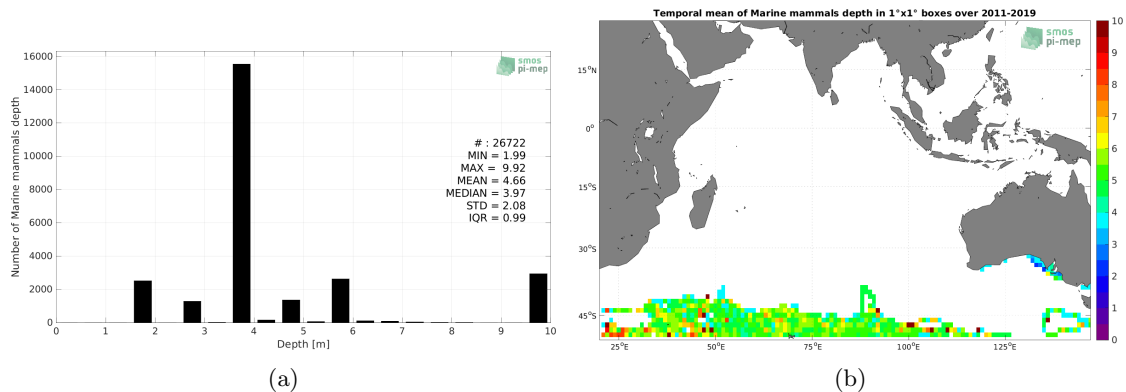 16000
14000
12000
10000
8000
6000
4000
2000
0
Number of Marine mammals depth
0 1 2 3 4 5 6 7 8 9 10
Depth [m]
smos
pi-mep
# : 26722
MIN = 1.99
MAX = 9.92
MEAN = 4.66
MEDIAN = 3.97
STD = 2.08
IQR = 0.99
(a)
Temporal mean of Marine mammals depth in 1°x1° boxes over 2011-2019
smos
pi-mep
15°N
0°
15°S
30°S
45°S
25°E 50°E 75°E 100°E 125°E
10
9
8
7
6
5
4
3
2
1
0
(b)